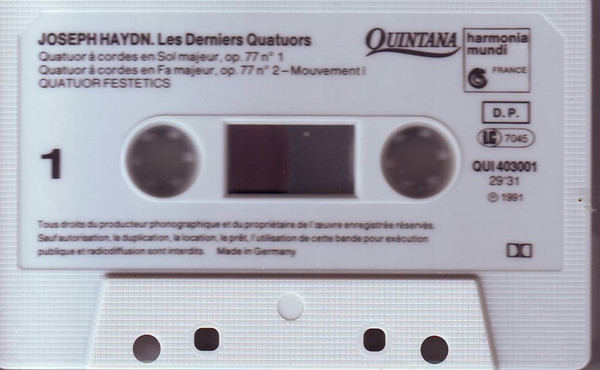 JOSEPH HAYDN. Les Derniers Quatuors
Quatuor à cordes en Sol majeur, op. 77 n° 1
Quatuor à cordes en Fa majeur, op. 77 n° 2 – Mouvement I
QUATUOR FESTETICS
QUINTANA
harmonia
mundi
FRANCE
D.P.
LC 7045
1
QUI 403001
29'31
℗ 1991
Tous droits du producteur phonographique et du propriétaire de l'œuvre enregistrée réservés.
Sauf autorisation, la duplication, la location, le prêt, l'utilisation de cette bande pour exécution
publique et radiodiffusion sont interdits. Made in Germany